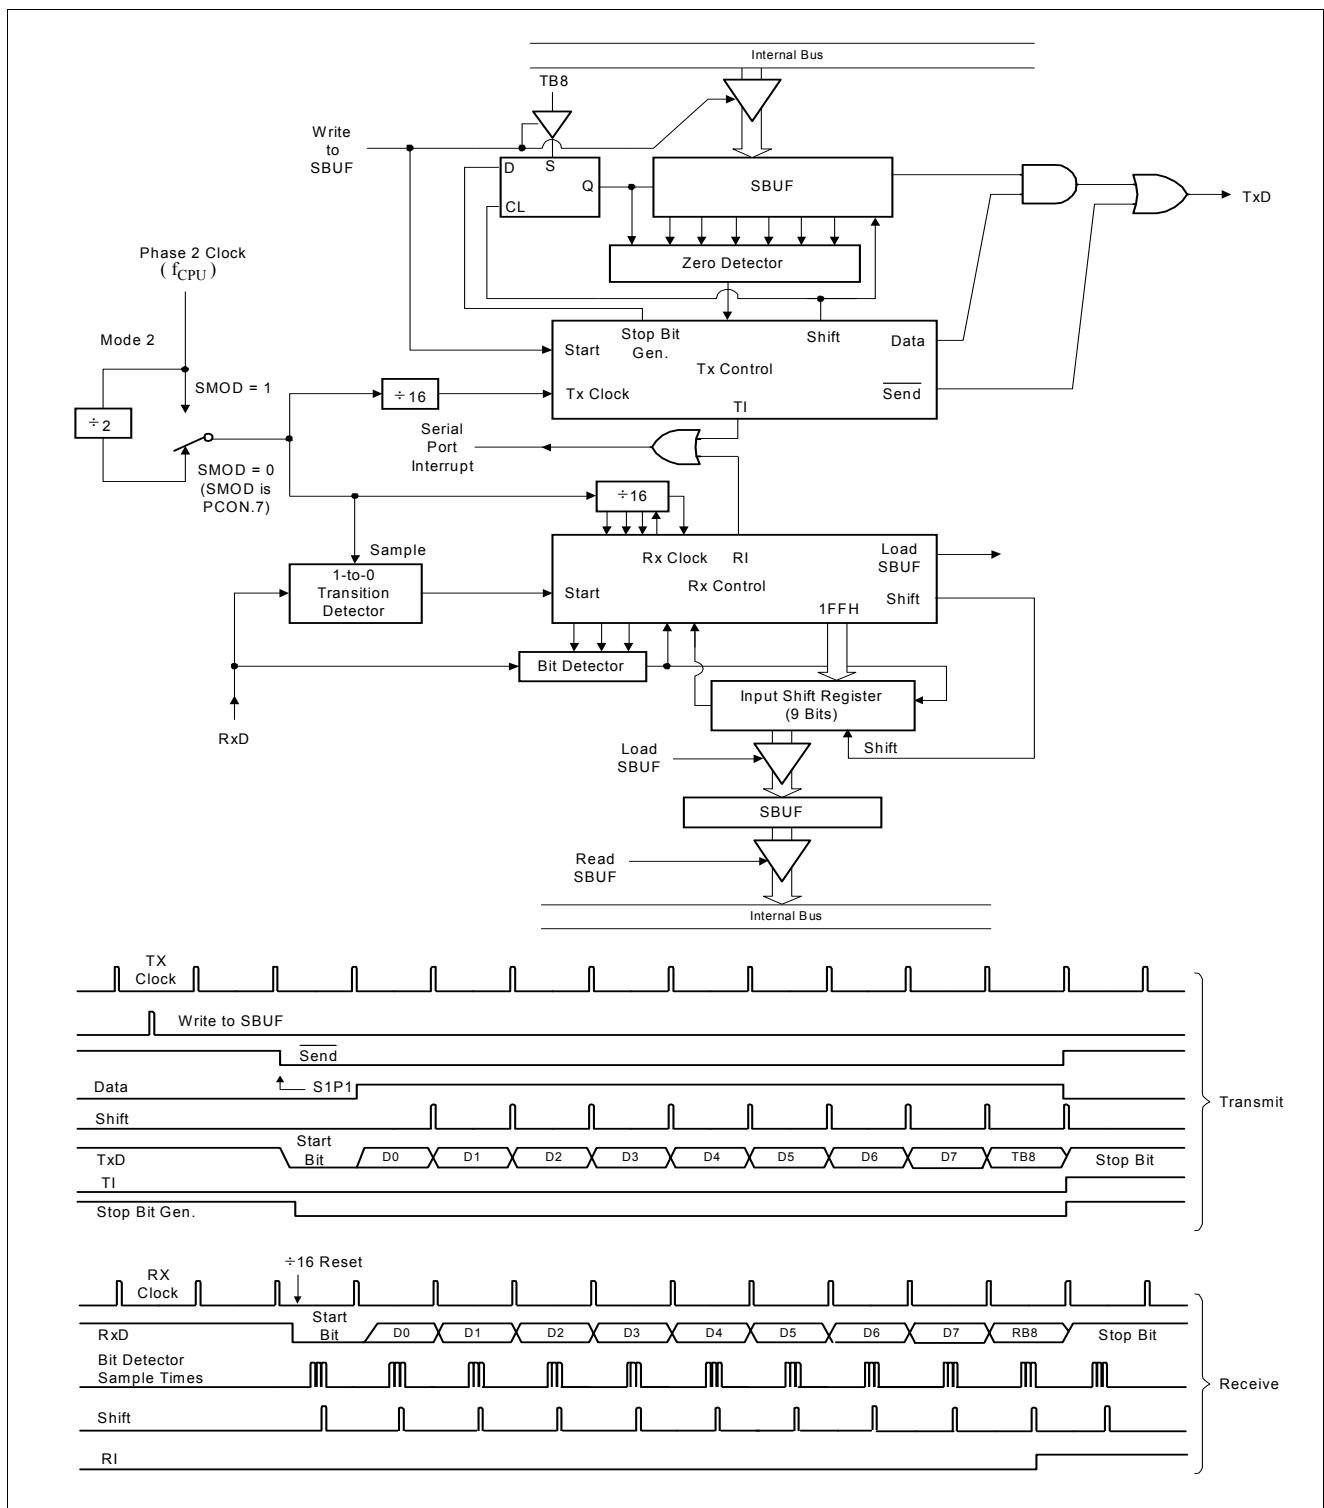 Internal Bus
TB8
Write
to
SBUF
D
S
Q
CL
SBUF
TxD
Zero Detector
Phase 2 Clock
( fCPU )
Mode 2
SMOD = 1
÷2
SMOD = 0
(SMOD is
PCON.7)
÷16
Start
Stop Bit
Gen.
Shift
Data
Tx Control
Tx Clock
Send
TI
Serial
Port
Interrupt
÷16
Sample
1-to-0
Transition
Detector
Rx Clock
RI
Load
SBUF
Rx Control
Start
Shift
1FFH
Bit Detector
Input Shift Register
(9 Bits)
RxD
Load
SBUF
Shift
SBUF
Read
SBUF
Internal Bus
TX
Clock
Write to SBUF
Send
Data
S1P1
Shift
TxD
Start
Bit
D0 D1 D2 D3 D4 D5 D6 D7 TB8 Stop Bit
TI
Stop Bit Gen.
Transmit
÷16 Reset
RX
Clock
RxD
Start
Bit
D0 D1 D2 D3 D4 D5 D6 D7 RB8 Stop Bit
Bit Detector
Sample Times
Shift
RI
Receive